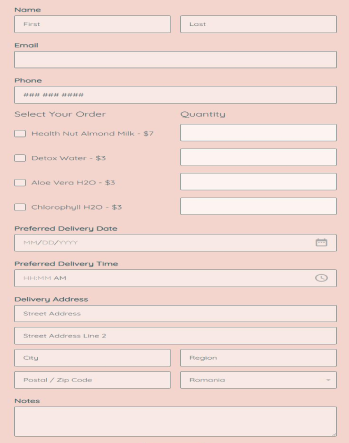 Name
First Last
Email
Phone
### ### ####
Select Your Order Quantity
Health Nut Almond Milk - $7
Detox Water - $3
Aloe Vera H2O - $3
Chlorophyll H2O - $3
Preferred Delivery Date
MM/DD/YYYY
Preferred Delivery Time
HH:MM AM
Delivery Address
Street Address
Street Address Line 2
City Region
Postal / Zip Code Romania
Notes